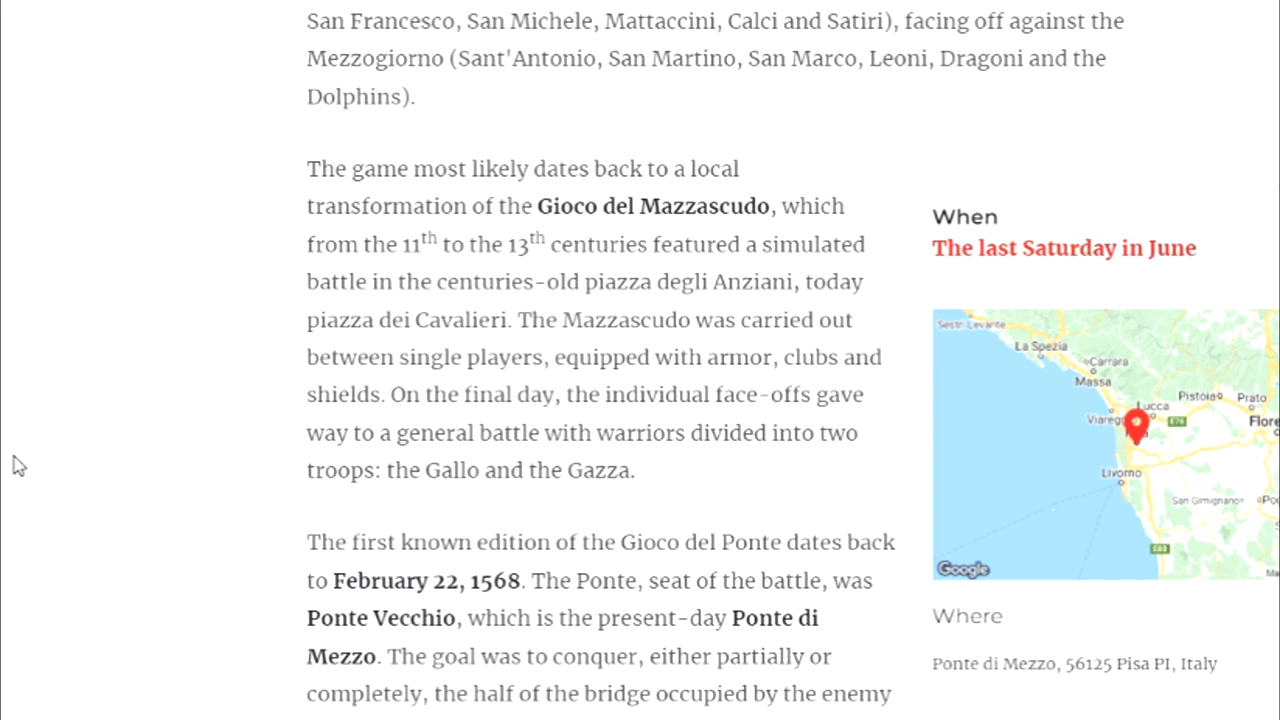 San Francesco, San Michele, Mattaccini, Calci and Satiri), facing off against the
Mezzogiorno (Sant'Antonio, San Martino, San Marco, Leoni, Dragoni and the
Dolphins).
The game most likely dates back to a local
transformation of the Gioco del Mazzascudo, which
from the 11th to the 13th centuries featured a simulated
battle in the centuries-old piazza degli Anziani, today
piazza dei Cavalieri. The Mazzascudo was carried out
between single players, equipped with armor, clubs and
shields. On the final day, the individual face-offs gave
way to a general battle with warriors divided into two
troops: the Gallo and the Gazza.
The first known edition of the Gioco del Ponte dates back
to February 22, 1568. The Ponte, seat of the battle, was
Ponte Vecchio, which is the present-day Ponte di
Mezzo. The goal was to conquer, either partially or
completely, the half of the bridge occupied by the enemy
When
The last Saturday in June
Sestri Levante
La Spezia
Carrara
Massa
Pistoia
Prato
Lucca
Viareg
E76
Flore
Livorno
San Gimignano
Po
E80
Google
Where
Ponte di Mezzo, 56125 Pisa PI, Italy